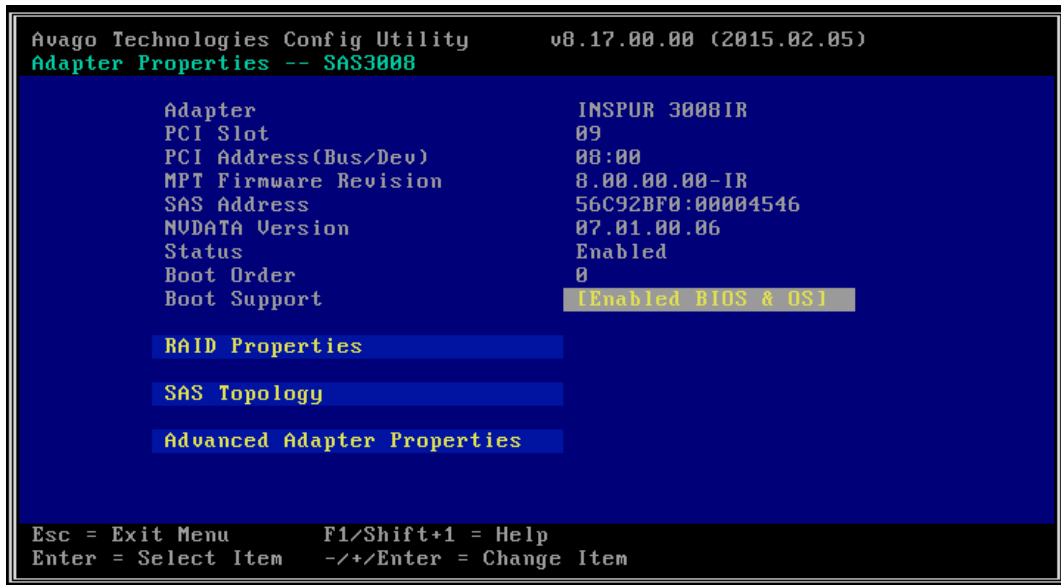 Avago Technologies Config Utility v8.17.00.00 (2015.02.05)
Adapter Properties -- SAS3008
Adapter INSPUR 3008IR
PCI Slot 09
PCI Address(Bus/Dev) 08:00
MPT Firmware Revision 8.00.00.00-IR
SAS Address 56C92BF0:00004546
NVDATA Version 07.01.00.06
Status Enabled
Boot Order 0
Boot Support [Enabled BIOS & OS]
RAID Properties
SAS Topology
Advanced Adapter Properties
Esc = Exit Menu F1/Shift+1 = Help
Enter = Select Item -/+/Enter = Change Item